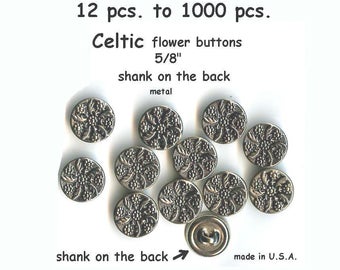 12 pcs. to 1000 pcs.
Celtic flower buttons
5/8"
shank on the back
metal
shank on the back
made in U.S.A.